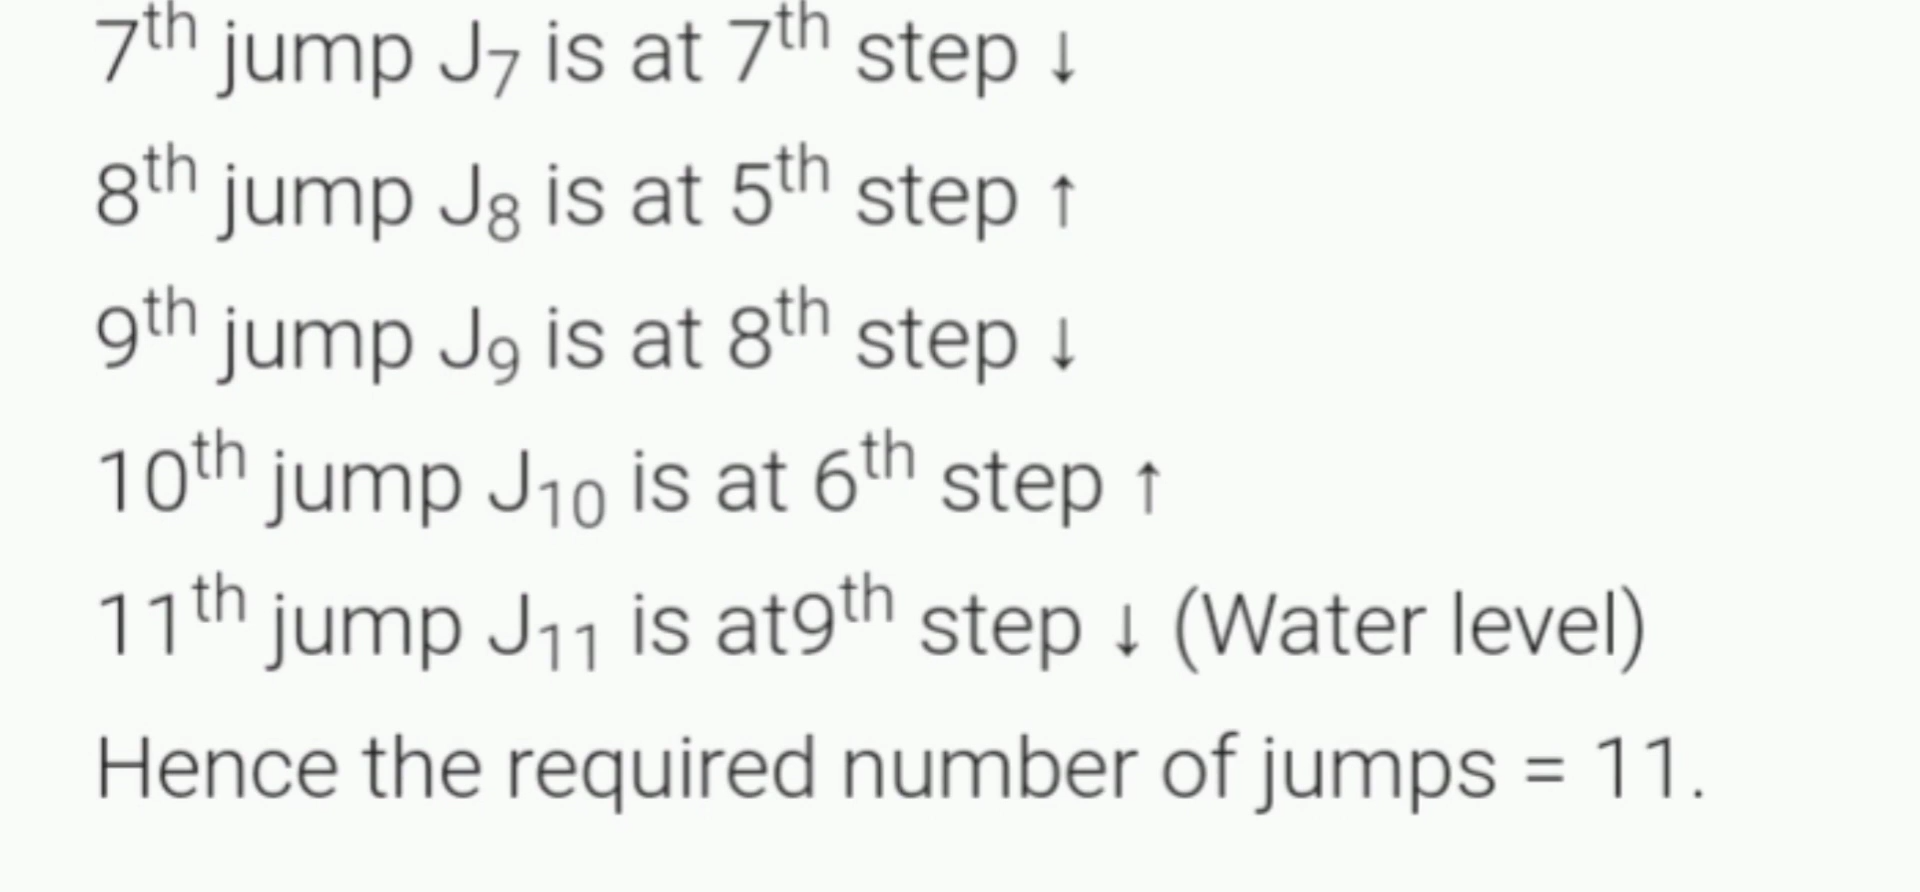 7th jump J7 is at 7th step ↓
8th jump J8 is at 5th step ↑
9th jump J9 is at 8th step ↓
10th jump J10 is at 6th step ↑
11th jump J11 is at9th step ↓ (Water level)
Hence the required number of jumps = 11.